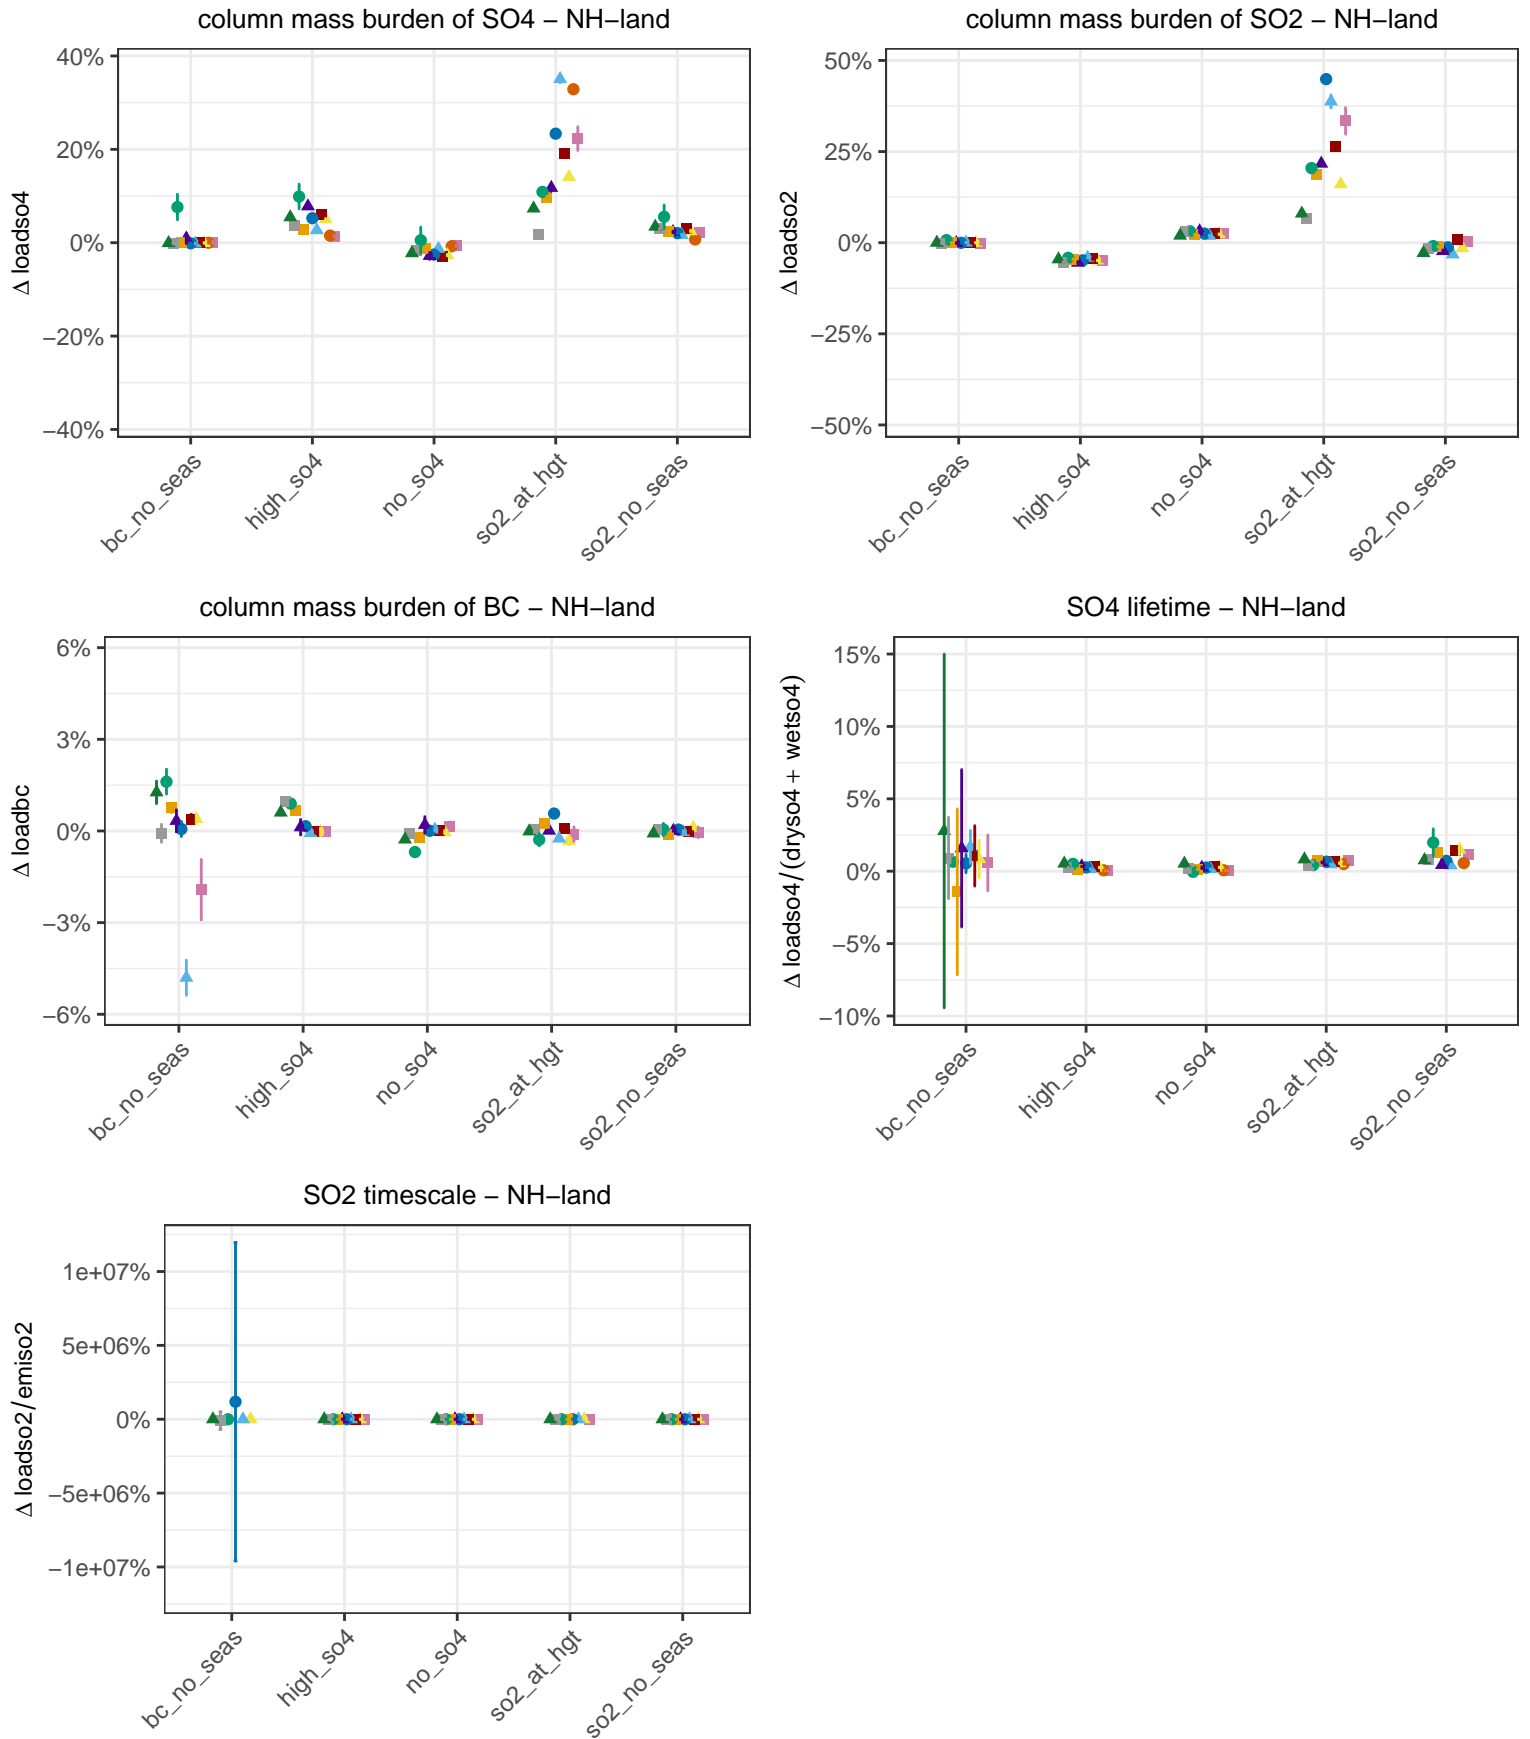 column mass burden of SO4 − NH−land
Δ loadso4
40%
20%
0%
−20%
−40%
bc_no_seas
high_so4
no_so4
so2_at_hgt
so2_no_seas
column mass burden of SO2 − NH−land
Δ loadso2
50%
25%
0%
−25%
−50%
bc_no_seas
high_so4
no_so4
so2_at_hgt
so2_no_seas
column mass burden of BC − NH−land
Δ loadbc
6%
3%
0%
−3%
−6%
bc_no_seas
high_so4
no_so4
so2_at_hgt
so2_no_seas
SO4 lifetime − NH−land
Δ loadso4/(dryso4 + wetso4)
15%
10%
5%
0%
−5%
−10%
bc_no_seas
high_so4
no_so4
so2_at_hgt
so2_no_seas
SO2 timescale − NH−land
Δ loadso2/emiso2
1e+07%
5e+06%
0%
−5e+06%
−1e+07%
bc_no_seas
high_so4
no_so4
so2_at_hgt
so2_no_seas